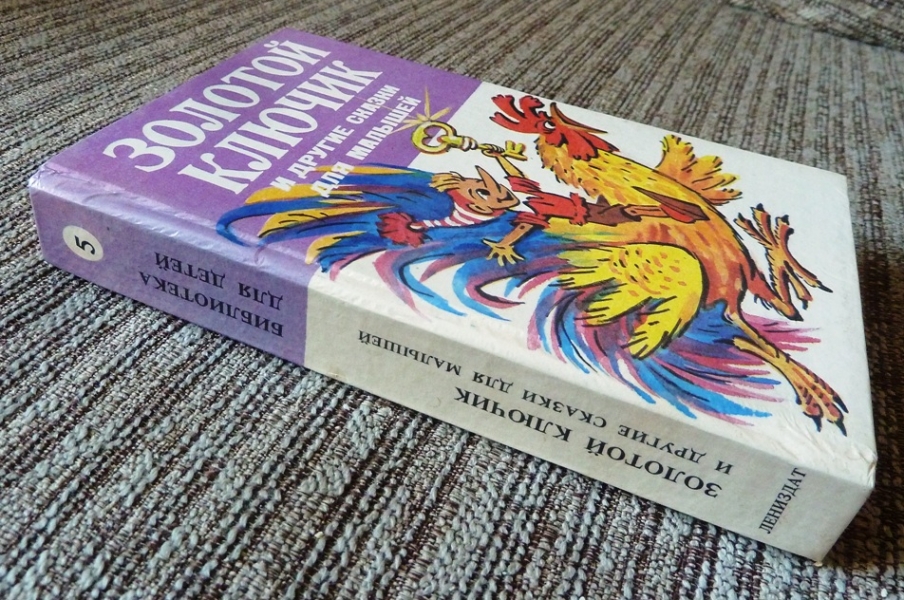 ЗОЛОТОЙ
КЛЮЧИК
И ДРУГИЕ СКАЗКИ
ДЛЯ МАЛЫШЕЙ
5
БИБЛИОТЕКА
ДЛЯ ДЕТЕЙ
ЗОЛОТОЙ КЛЮЧИК
И ДРУГИЕ СКАЗКИ ДЛЯ МАЛЫШЕЙ
ЛЕНИЗДАТ